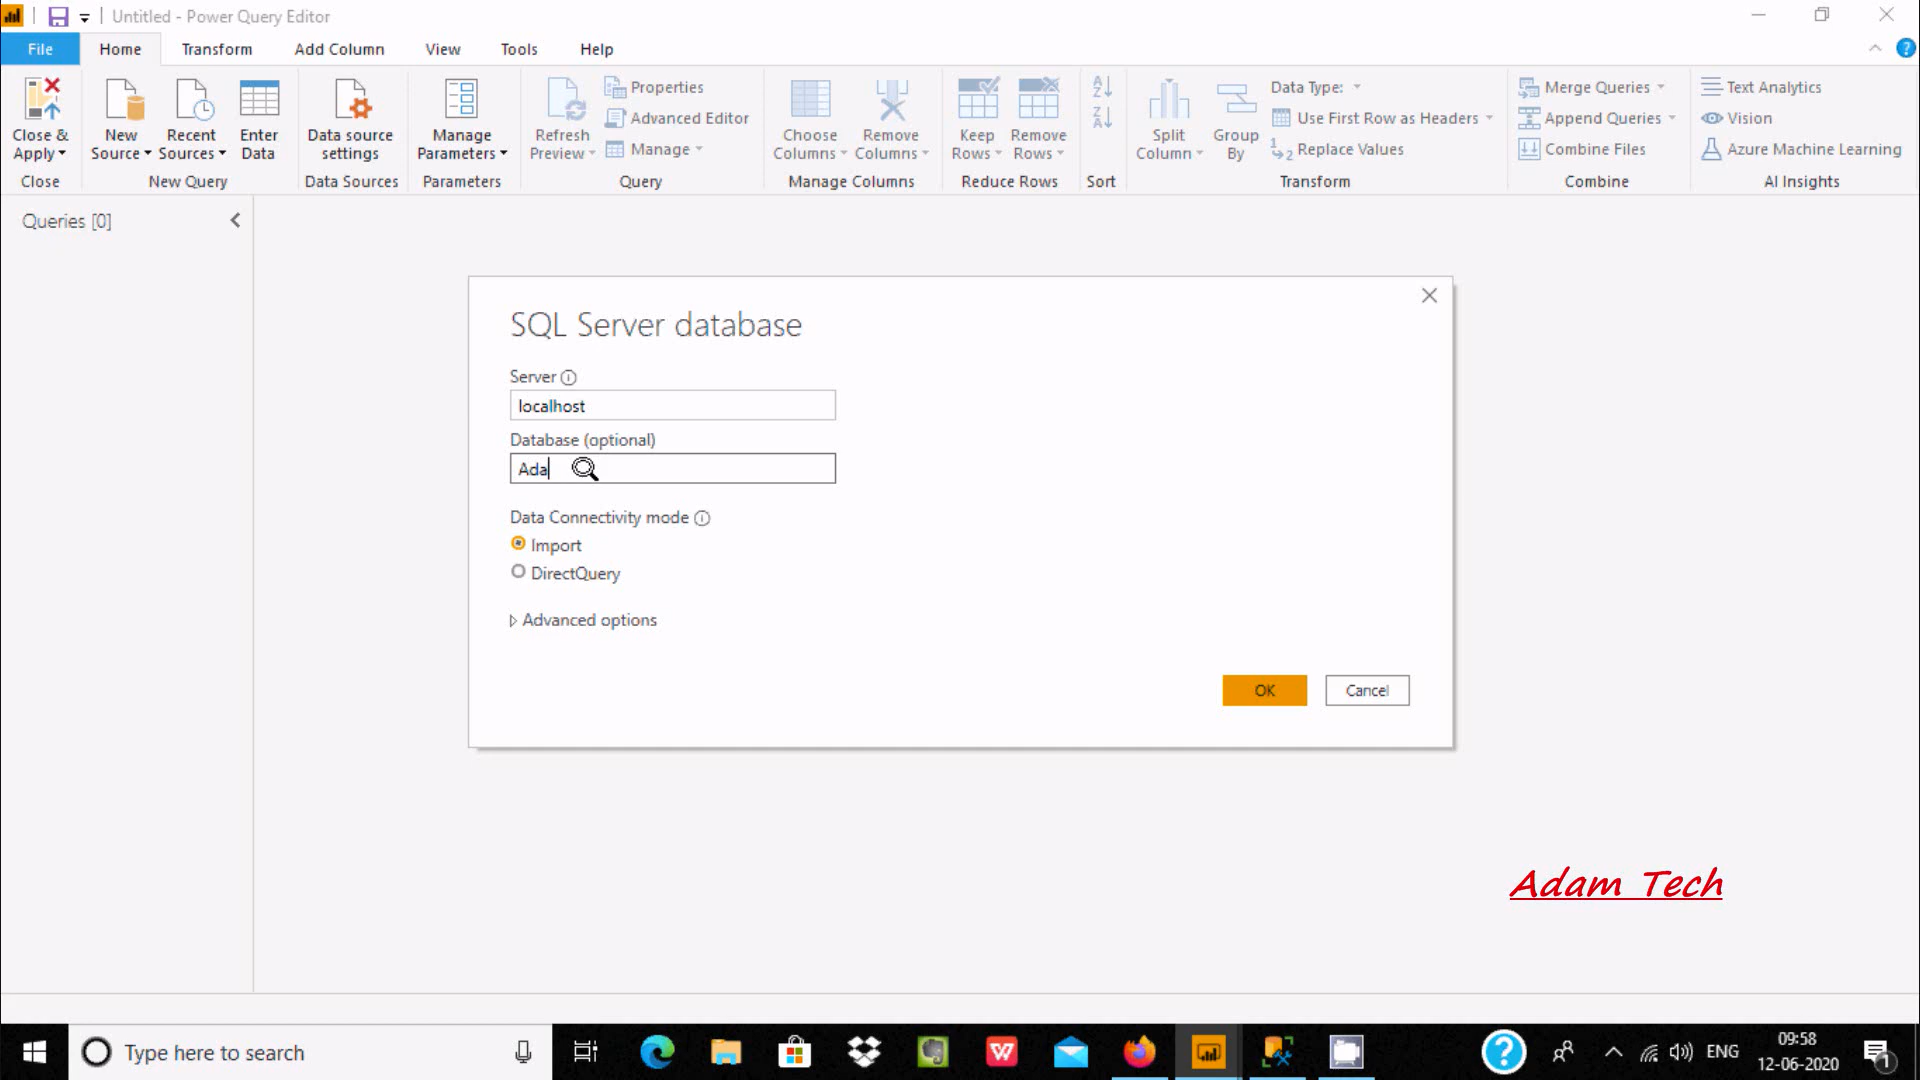 Untitled - Power Query Editor
File Home Transform Add Column View Tools Help
Close & Apply
New Source
Recent Sources
Enter Data
Data source settings
Manage Parameters
Refresh Preview
Properties
Advanced Editor
Manage
Choose Columns
Remove Columns
Keep Rows
Remove Rows
Split Column
Group By
Data Type:
Use First Row as Headers
Replace Values
Merge Queries
Append Queries
Combine Files
Text Analytics
Vision
Azure Machine Learning
Close New Query Data Sources Parameters Query Manage Columns Reduce Rows Sort Transform Combine AI Insights
Queries [0]
SQL Server database
Server
localhost
Database (optional)
Ada
Data Connectivity mode
Import
DirectQuery
Advanced options
OK Cancel
Adam Tech
Type here to search
ENG
09:58
12-06-2020
1